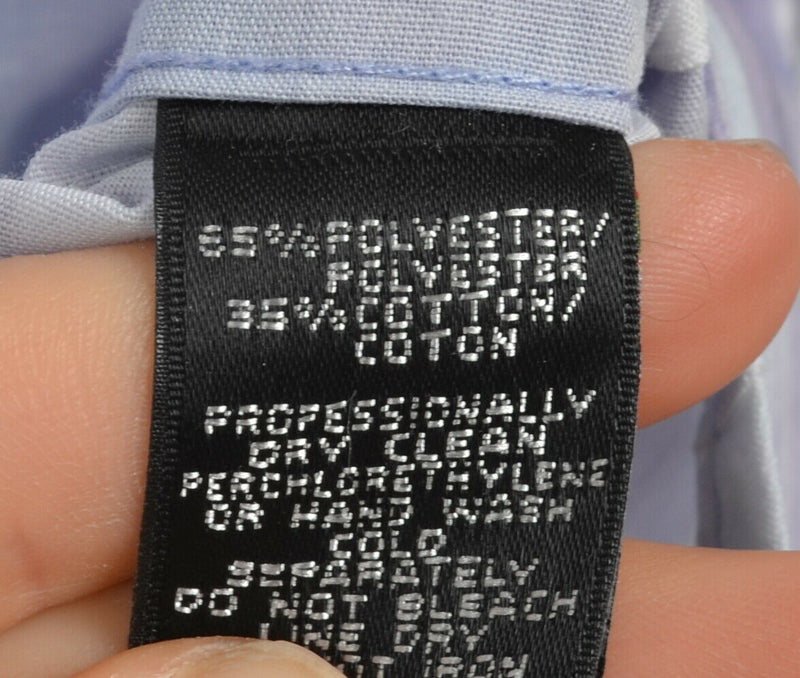 65% POLYESTER/
POLYESTER
35% COTTON/
COTON
PROFESSIONALLY
DRY CLEAN
PERCHLORETHYLENE
OR HAND WASH
COLD
SEPARATELY
DO NOT BLEACH
LINE DRY
IRON